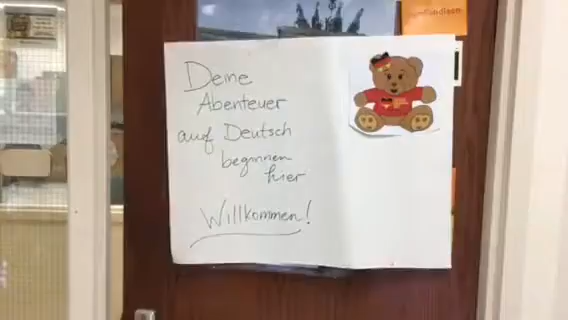 Deine
Abenteuer
auf Deutsch
beginnen
hier
Willkommen!